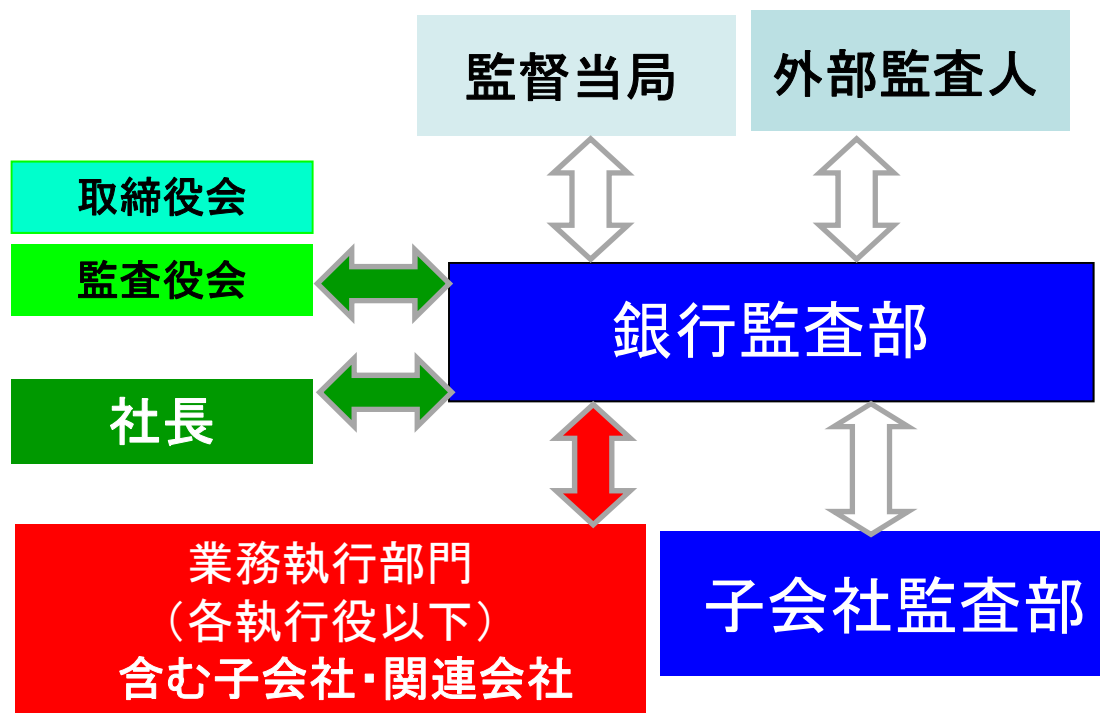 監督当局
外部監査人
取締役会
監査役会
銀行監査部
社長
業務執行部門
（各執行役以下）
含む子会社・関連会社
子会社監査部